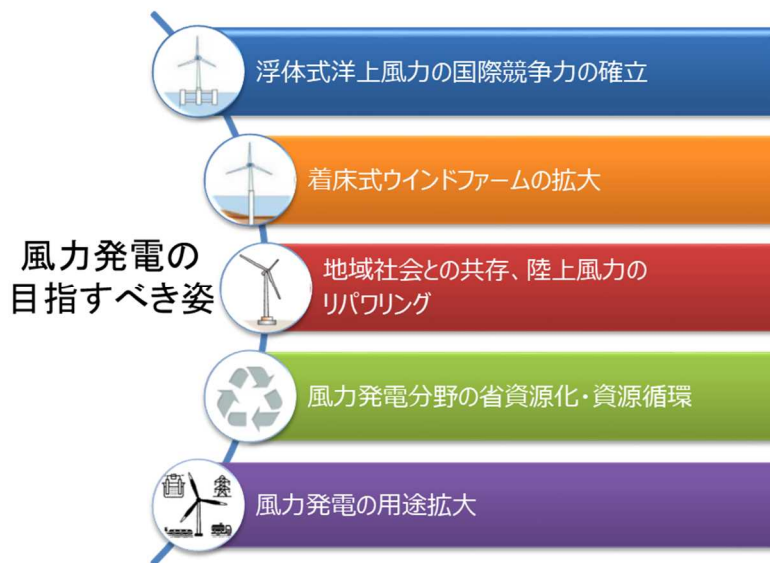 浮体式洋上風力の国際競争力の確立
着床式ウインドファームの拡大
風力発電の
目指すべき姿
地域社会との共存、陸上風力の
リパワリング
風力発電分野の省資源化・資源循環
風力発電の用途拡大